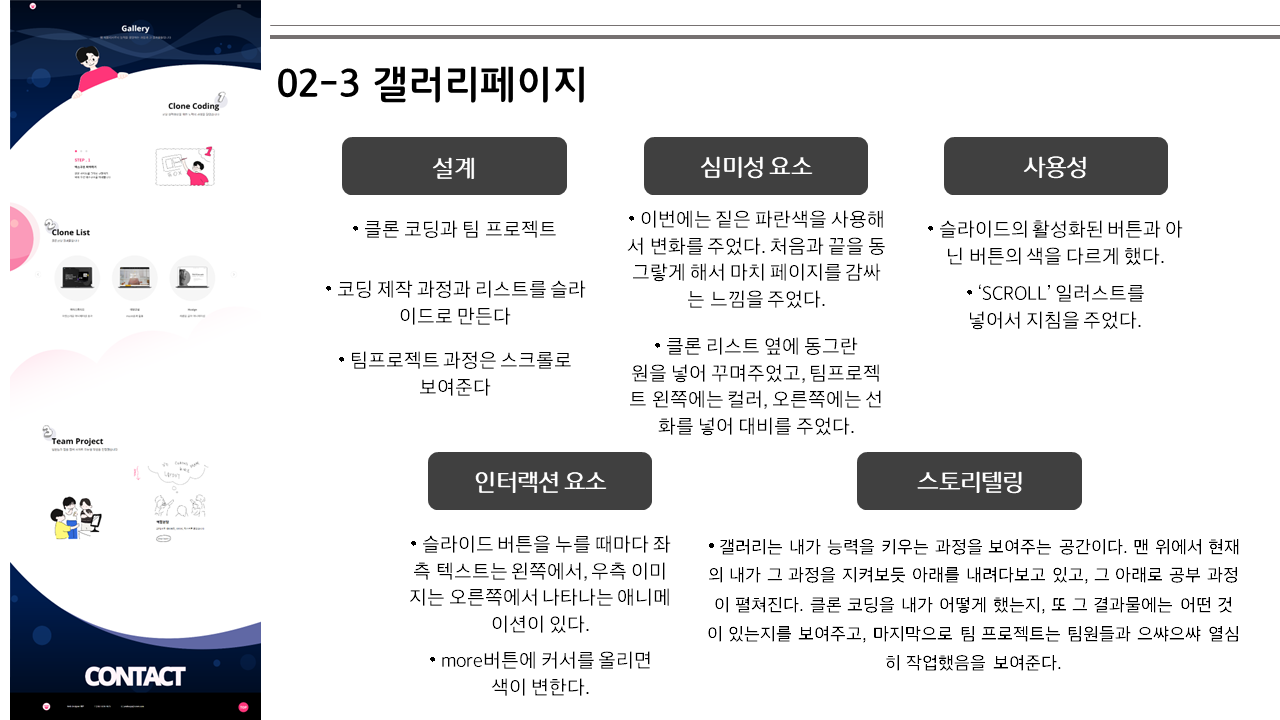 Gallery
Clone Coding
STEP . 1
Clone List
Team Project
CONTACT
02-3 갤러리페이지
설계
• 클론 코딩과 팀 프로젝트
• 코딩 제작 과정과 리스트를 슬라
이드로 만든다
• 팀프로젝트 과정은 스크롤로
보여준다
심미성 요소
• 이번에는 짙은 파란색을 사용해
서 변화를 주었다. 처음과 끝을 동
그랗게 해서 마치 페이지를 감싸
는 느낌을 주었다.
• 클론 리스트 옆에 동그란
원을 넣어 꾸며주었고, 팀프로젝
트 왼쪽에는 컬러, 오른쪽에는 선
화를 넣어 대비를 주었다.
사용성
• 슬라이드의 활성화된 버튼과 아
닌 버튼의 색을 다르게 했다.
• ‘SCROLL’ 일러스트를
넣어서 지침을 주었다.
인터랙션 요소
• 슬라이드 버튼을 누를 때마다 좌
측 텍스트는 왼쪽에서, 우측 이미
지는 오른쪽에서 나타나는 애니메
이션이 있다.
• more버튼에 커서를 올리면
색이 변한다.
스토리텔링
• 갤러리는 내가 능력을 키우는 과정을 보여주는 공간이다. 맨 위에서 현재
의 내가 그 과정을 지켜보듯 아래를 내려다보고 있고, 그 아래로 공부 과정
이 펼쳐진다. 클론 코딩을 내가 어떻게 했는지, 또 그 결과물에는 어떤 것
이 있는지를 보여주고, 마지막으로 팀 프로젝트는 팀원들과 으쌰으쌰 열심
히 작업했음을 보여준다.